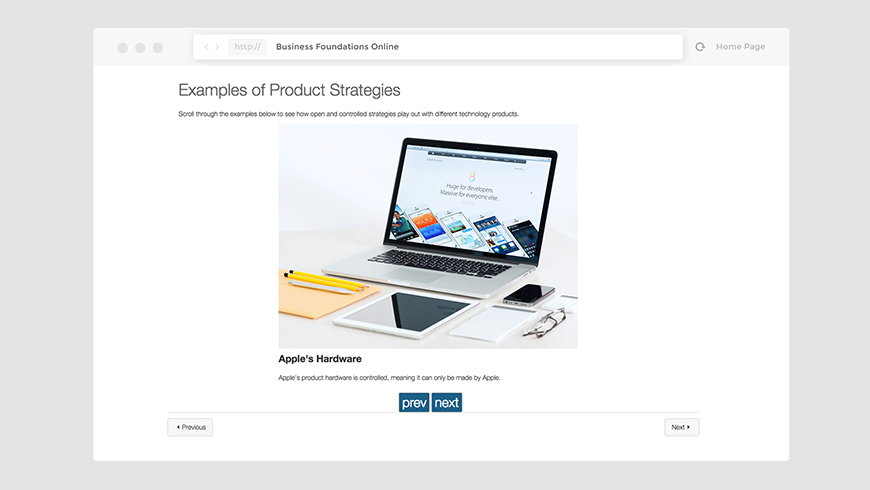 http:// Business Foundations Online Home Page
Examples of Product Strategies
Scroll through the examples below to see how open and controlled strategies play out with different technology products.
Huge for developers.
Massive for everyone else.
Apple's Hardware
Apple's product hardware is controlled, meaning it can only be made by Apple.
prev next
Previous Next